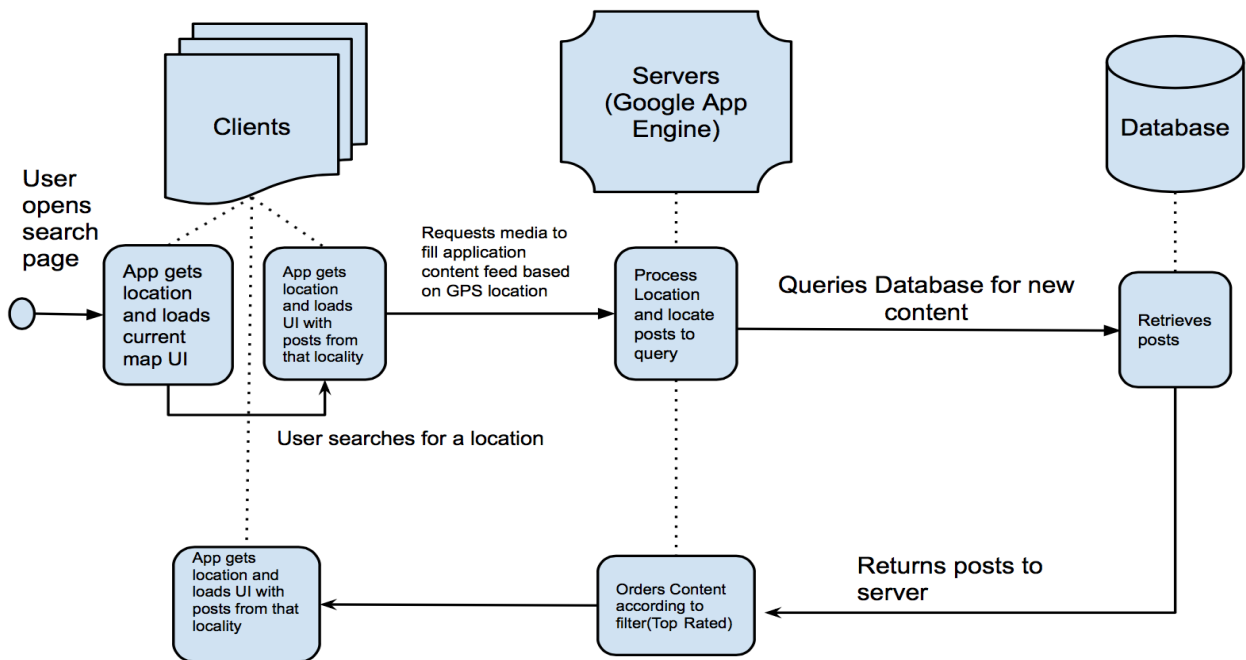 Clients
Servers
(Google App
Engine)
Database
User
opens
search
page
App gets
location
and loads
current
map UI
App gets
location
and loads
UI with
posts from
that locality
Requests media to
fill application
content feed based
on GPS location
Process
Location
and locate
posts to
query
Queries Database for new
content
Retrieves
posts
User searches for a location
App gets
location and
loads UI with
posts from that
locality
Orders Content
according to
filter(Top Rated)
Returns posts to
server